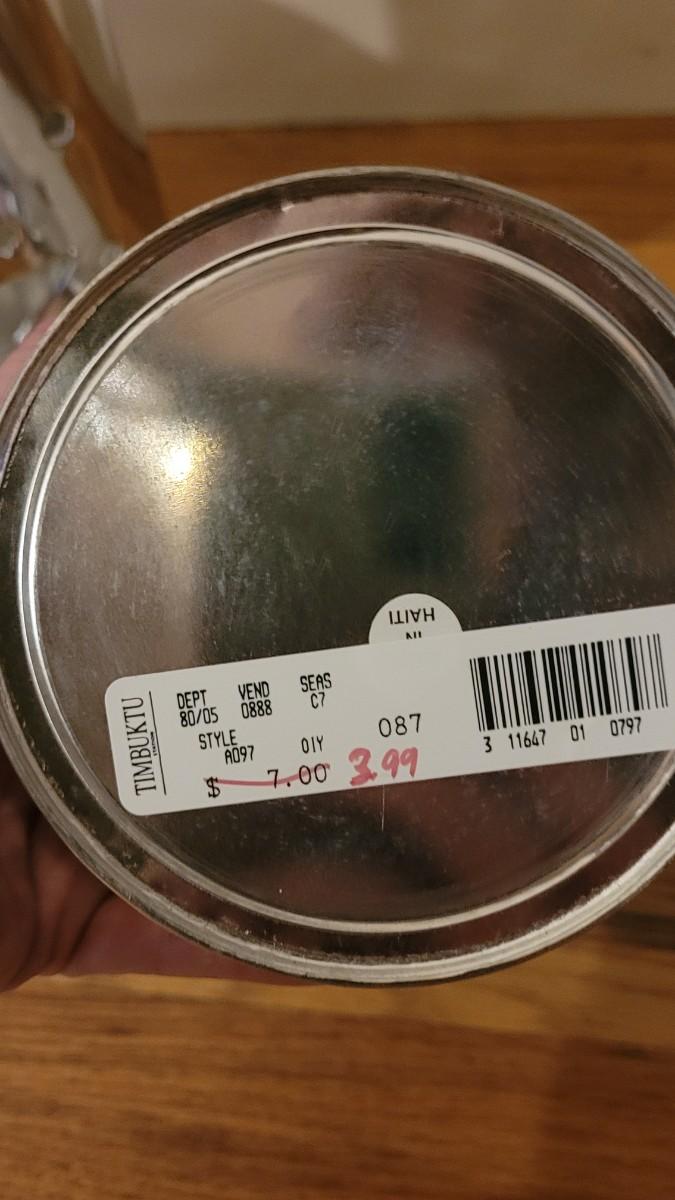 IN
HAITI
TIMBUKTU
DEPT VEND SEAS
80/05 0888 C7
STYLE
A097 01Y 087
$ 7.00 3.99
3 11647 01 0797